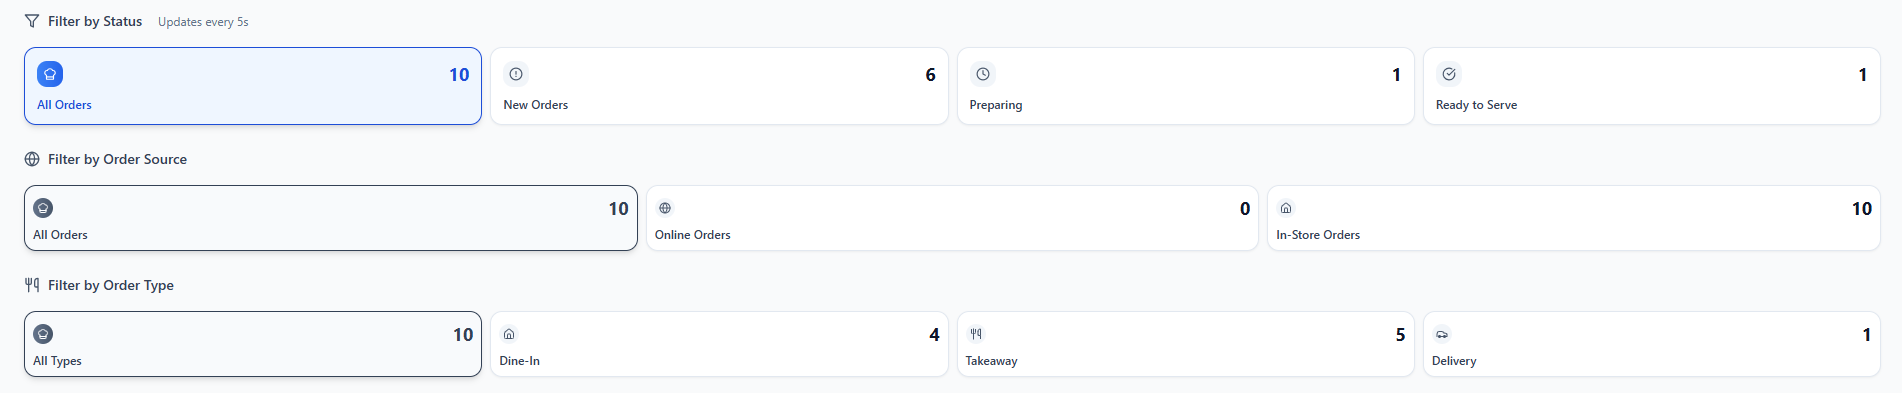 Filter by Status Updates every 5s
10 6 1 1
All Orders New Orders Preparing Ready to Serve
Filter by Order Source
10 0 10
All Orders Online Orders In-Store Orders
Filter by Order Type
10 4 5 1
All Types Dine-In Takeaway Delivery